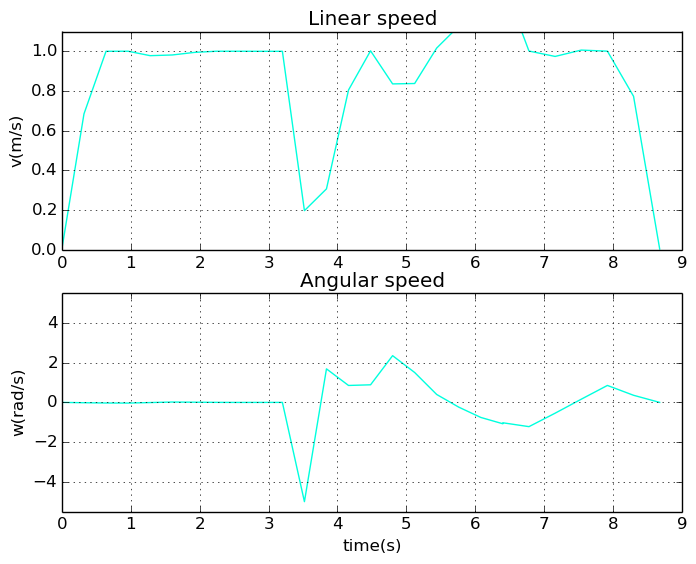 Linear speed
v(m/s)
1.0
0.8
0.6
0.4
0.2
0.0
0 1 2 3 4 5 6 7 8 9
Angular speed
w(rad/s)
4
2
0
−2
−4
0 1 2 3 4 5 6 7 8 9
time(s)